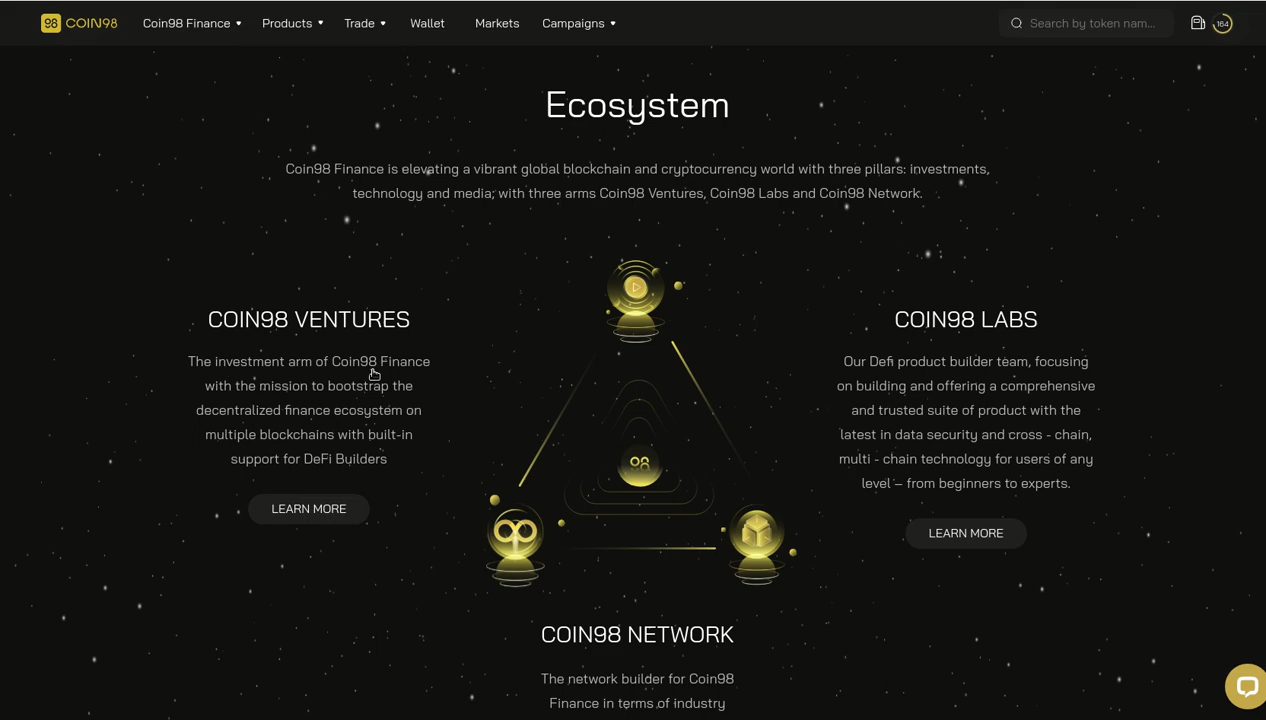 98 COIN98
Coin98 Finance
Products
Trade
Wallet
Markets
Campaigns
Search by token nam...
164
Ecosystem
Coin98 Finance is elevating a vibrant global blockchain and cryptocurrency world with three pillars: investments,
technology and media; with three arms Coin98 Ventures, Coin98 Labs and Coin98 Network.
COIN98 VENTURES
The investment arm of Coin98 Finance
with the mission to bootstrap the
decentralized finance ecosystem on
multiple blockchains with built-in
support for DeFi Builders
LEARN MORE
98
COIN98 LABS
Our Defi product builder team, focusing
on building and offering a comprehensive
and trusted suite of product with the
latest in data security and cross - chain,
multi - chain technology for users of any
level – from beginners to experts.
LEARN MORE
COIN98 NETWORK
The network builder for Coin98
Finance in terms of industry